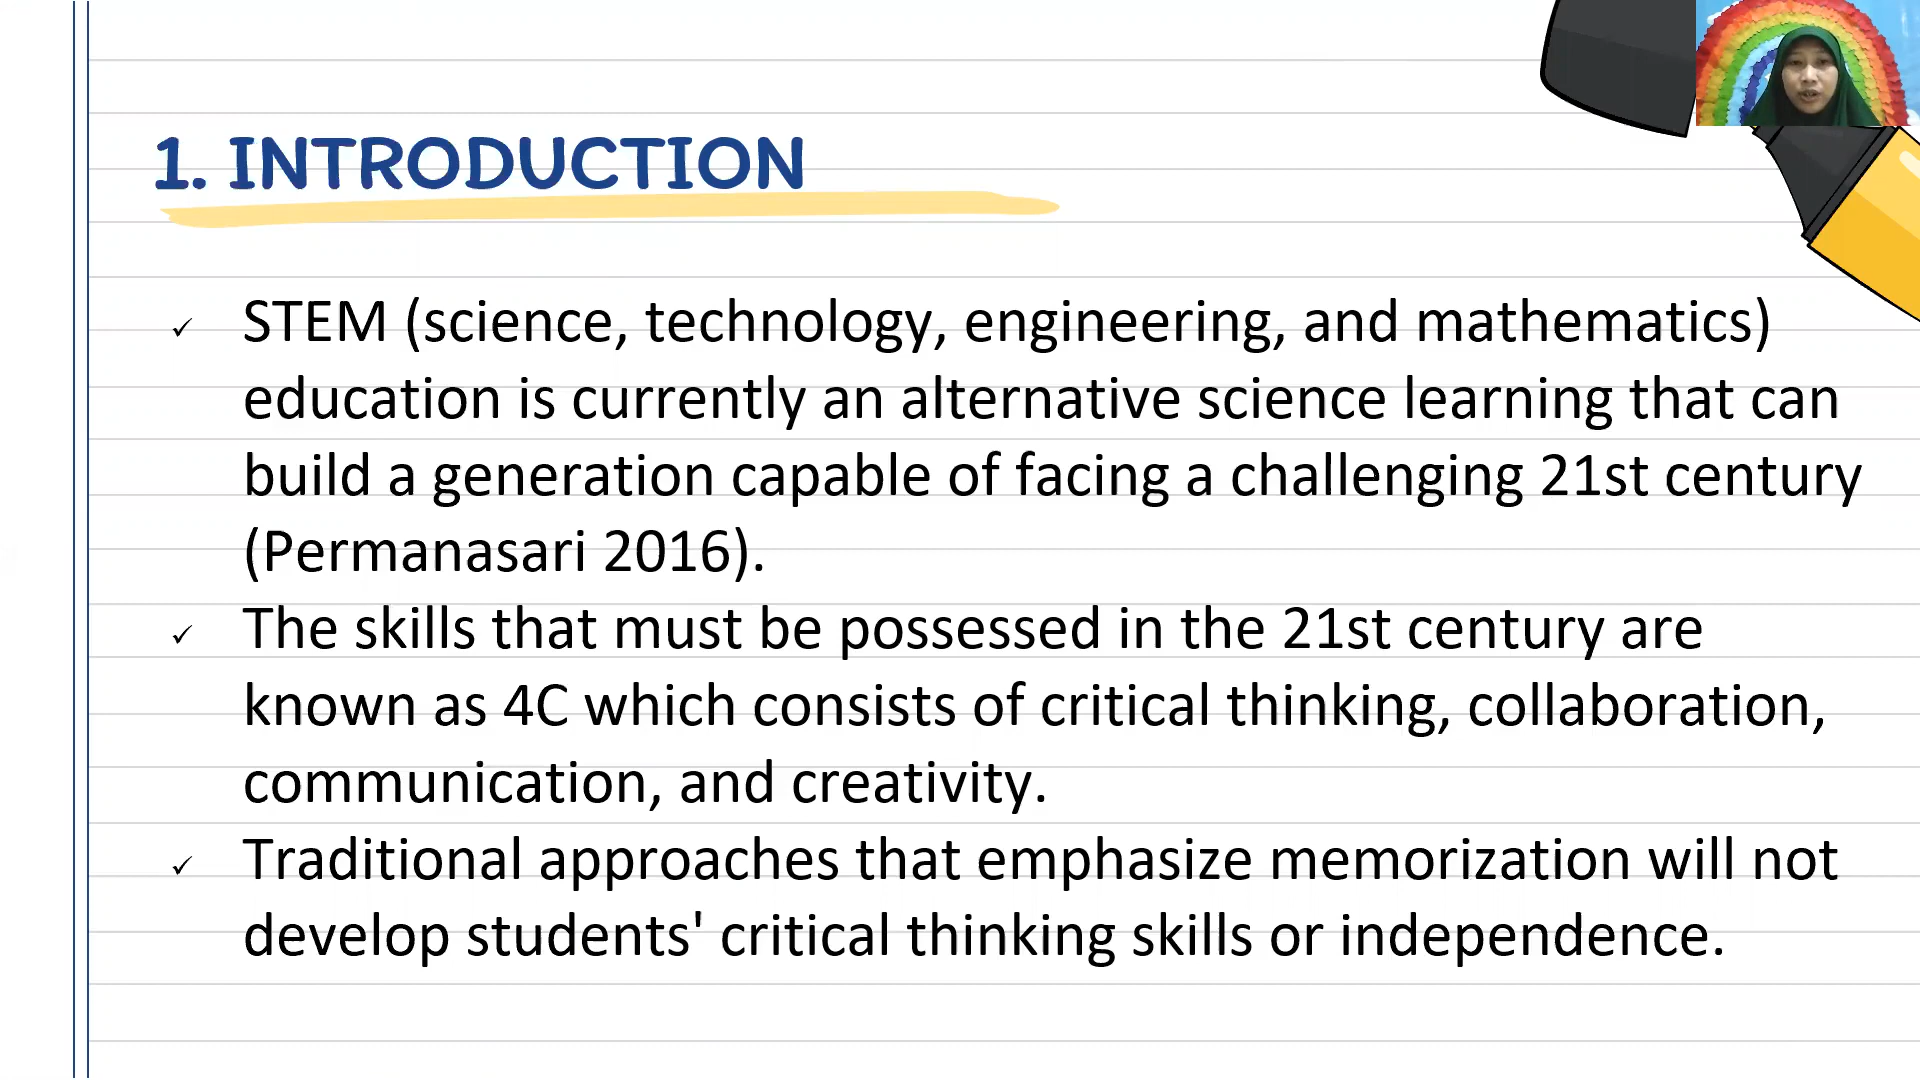 1. INTRODUCTION
✓ STEM (science, technology, engineering, and mathematics)
education is currently an alternative science learning that can
build a generation capable of facing a challenging 21st century
(Permanasari 2016).
✓ The skills that must be possessed in the 21st century are
known as 4C which consists of critical thinking, collaboration,
communication, and creativity.
✓ Traditional approaches that emphasize memorization will not
develop students' critical thinking skills or independence.